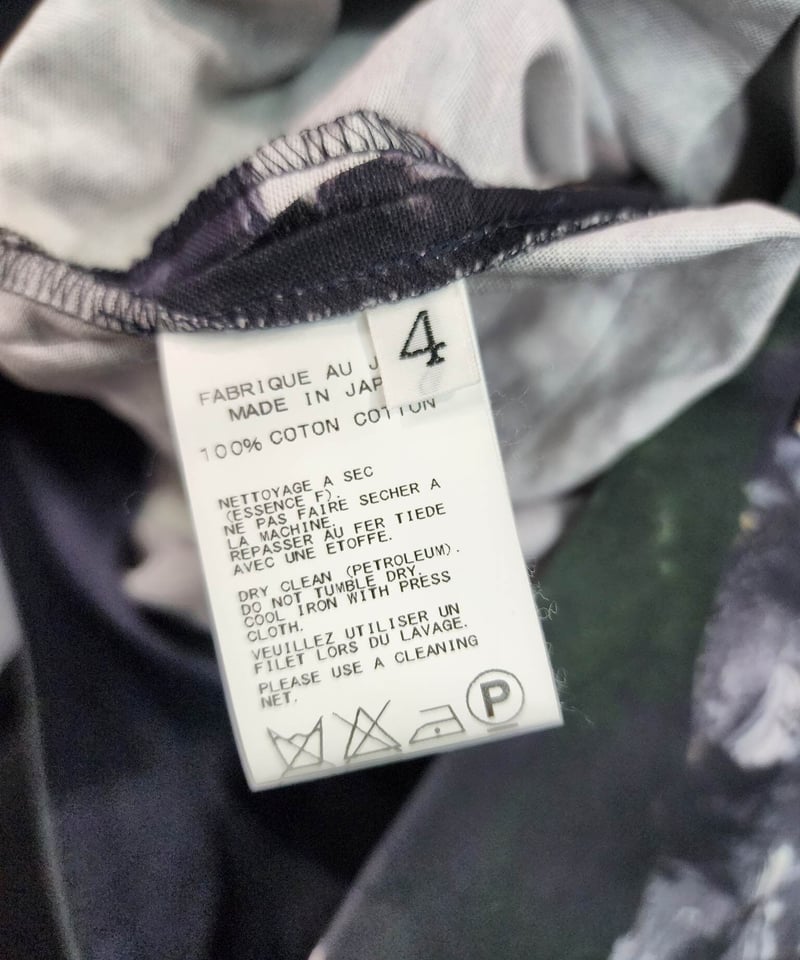 4
FABRIQUE AU
MADE IN
100% COTON COTTON
NETTOYAGE A SEC
(ESSENCE F).
NE PAS FAIRE SECHER A
LA MACHINE.
REPASSER AU FER TIEDE
AVEC UNE ETOFFE.
DRY CLEAN (PETROLEUM).
DO NOT TUMBLE DRY.
COOL IRON WITH PRESS
CLOTH.
VEUILLEZ UTILISER UN
FILET LORS DU LAVAGE.
PLEASE USE A CLEANING
NET.
P